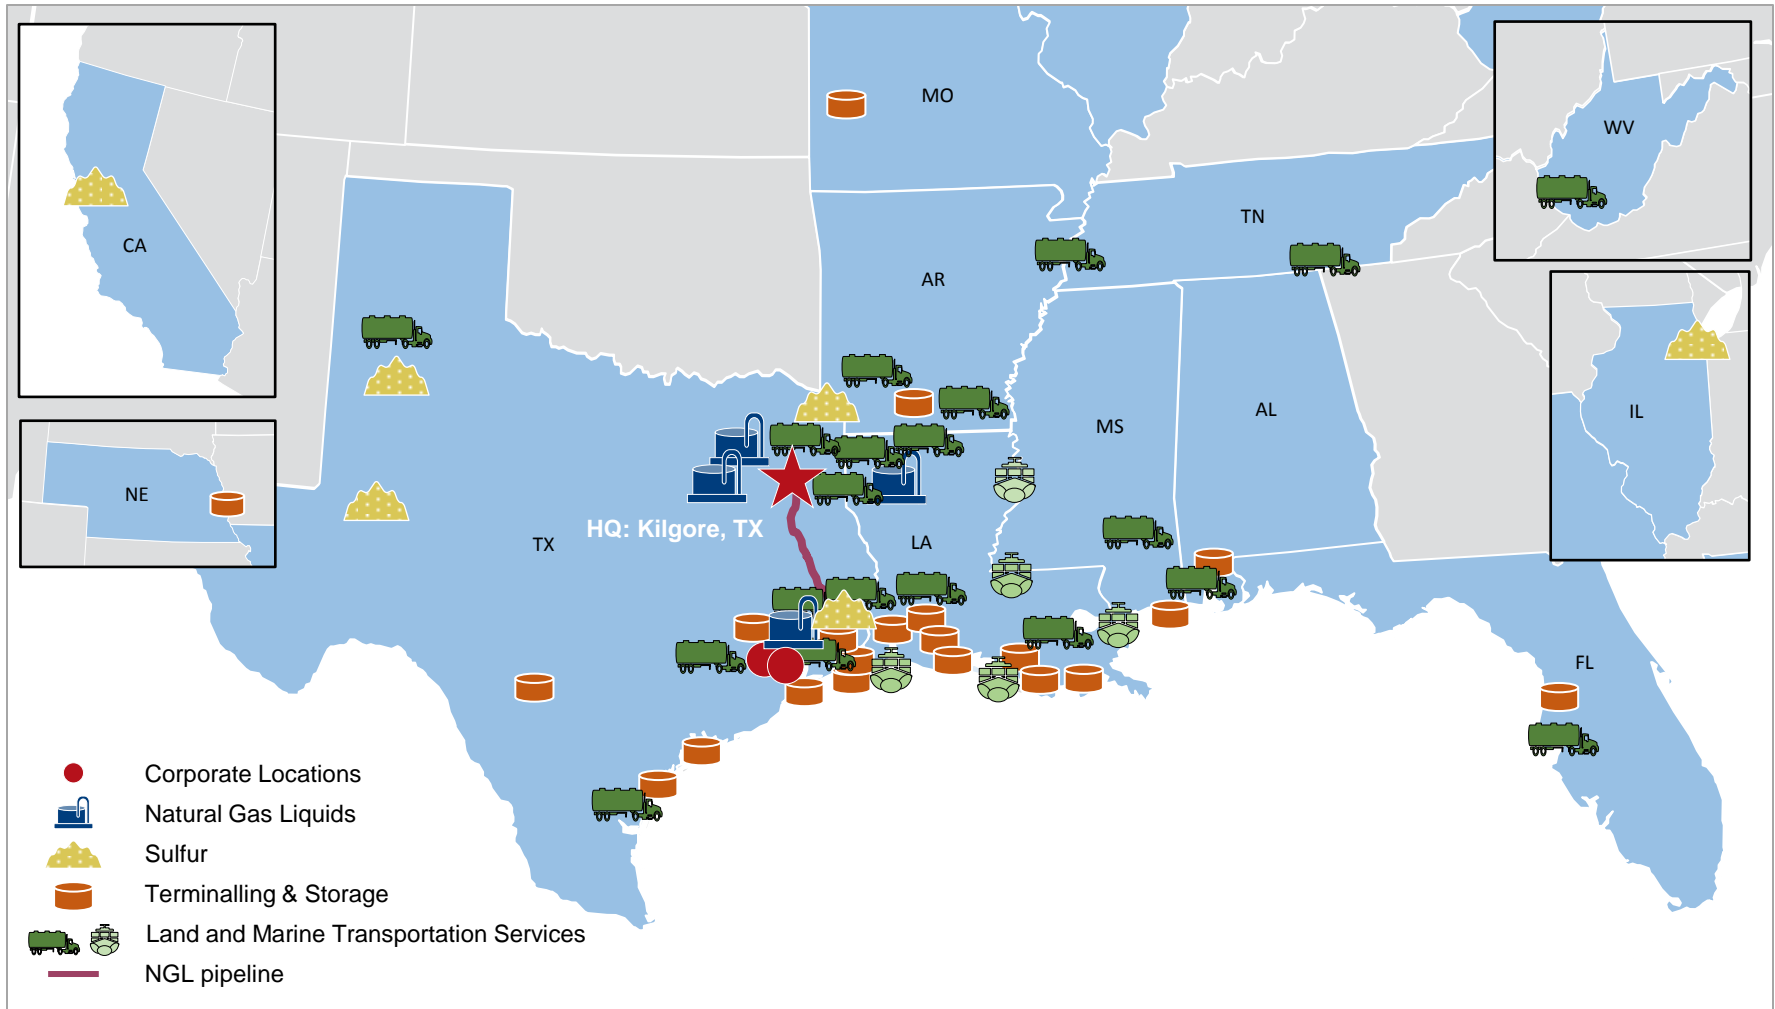 MO
WV
CA
TN
AR
AL
IL
MS
NE
HQ: Kilgore, TX
TX
LA
FL
Corporate Locations
Natural Gas Liquids
Sulfur
Terminalling & Storage
Land and Marine Transportation Services
NGL pipeline